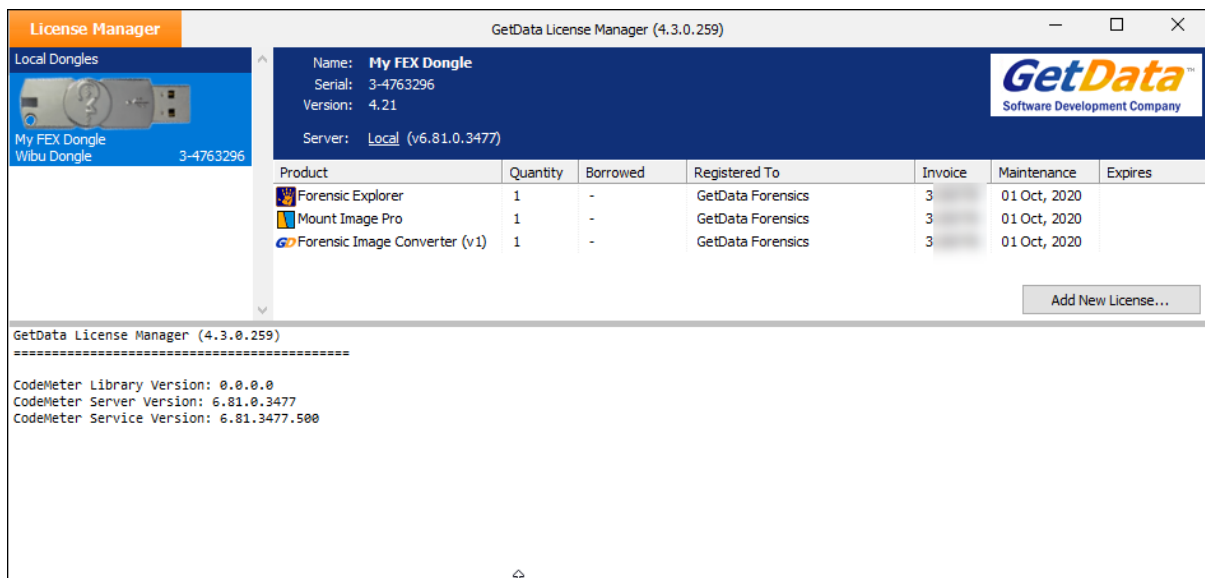 License Manager
GetData License Manager (4.3.0.259)
Local Dongles
My FEX Dongle
Wibu Dongle 3-4763296
Name: My FEX Dongle
Serial: 3-4763296
Version: 4.21
Server: Local (v6.81.0.3477)
GetData™
Software Development Company
Product Quantity Borrowed Registered To Invoice Maintenance Expires
Forensic Explorer 1 - GetData Forensics 3 01 Oct, 2020
Mount Image Pro 1 - GetData Forensics 3 01 Oct, 2020
GD Forensic Image Converter (v1) 1 - GetData Forensics 3 01 Oct, 2020
Add New License...
GetData License Manager (4.3.0.259)
============================================
CodeMeter Library Version: 0.0.0.0
CodeMeter Server Version: 6.81.0.3477
CodeMeter Service Version: 6.81.3477.500